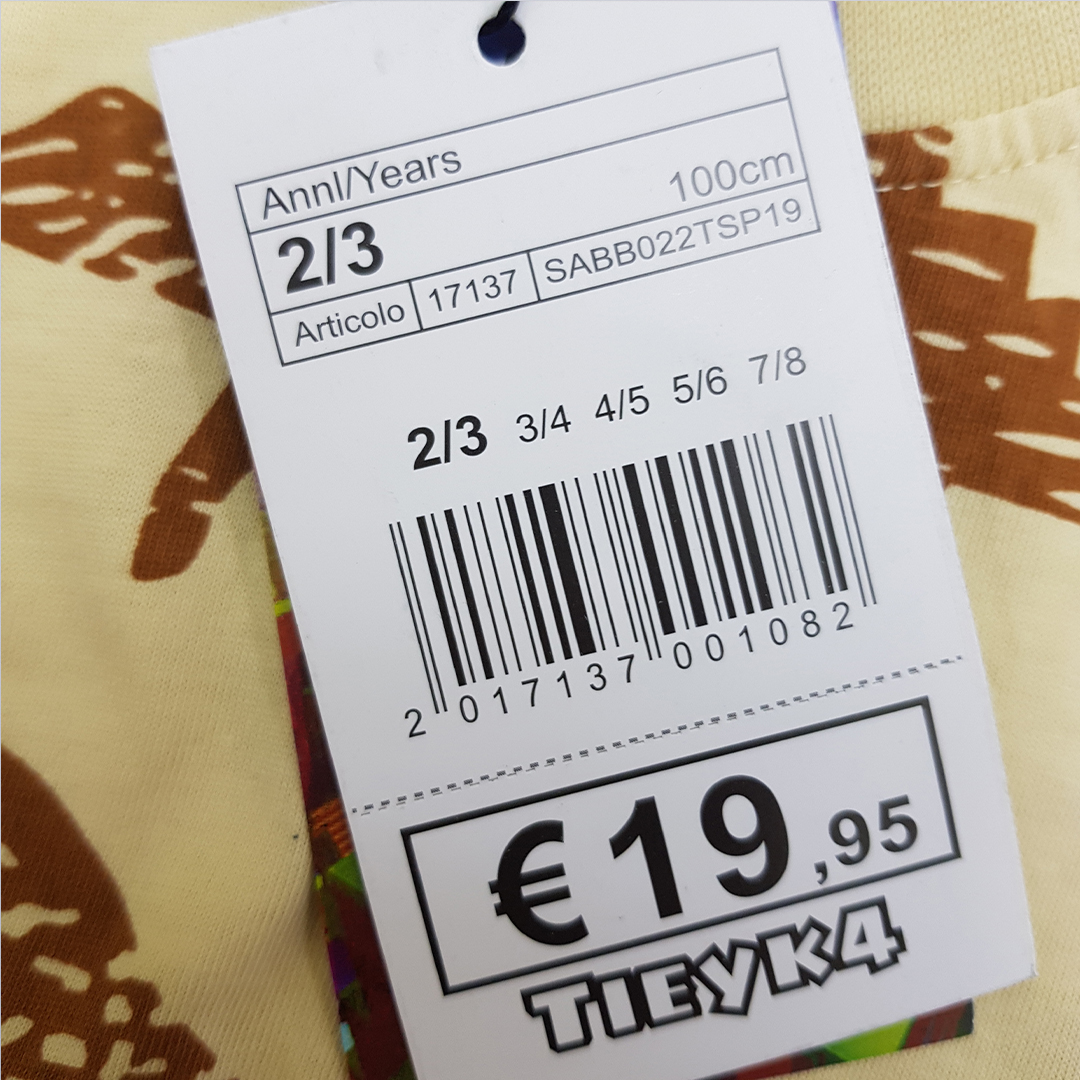 AnnI/Years
2/3 100cm
Articolo 17137 SABB022TSP19
2/3 3/4 4/5 5/6 7/8
2 017137 001082
€19,95
TIEYK4